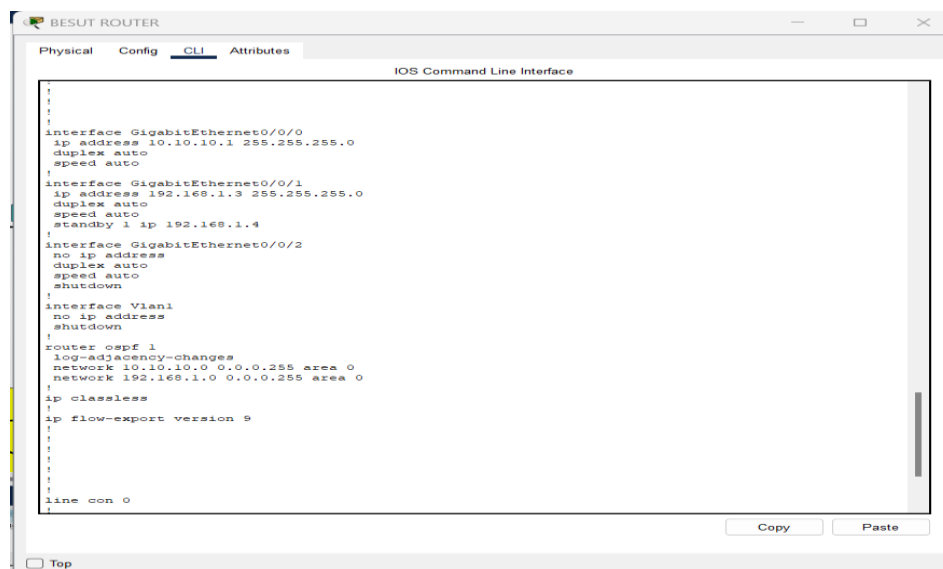 BESUT ROUTER
Physical Config CLI Attributes
IOS Command Line Interface
!
!
!
!
interface GigabitEthernet0/0/0
ip address 10.10.10.1 255.255.255.0
duplex auto
speed auto
!
interface GigabitEthernet0/0/1
ip address 192.168.1.3 255.255.255.0
duplex auto
speed auto
standby 1 ip 192.168.1.4
!
interface GigabitEthernet0/0/2
no ip address
duplex auto
speed auto
shutdown
!
interface Vlan1
no ip address
shutdown
!
router ospf 1
log-adjacency-changes
network 10.10.10.0 0.0.0.255 area 0
network 192.168.1.0 0.0.0.255 area 0
!
ip classless
!
ip flow-export version 9
!
!
!
!
!
!
!
line con 0
!
Copy Paste
Top